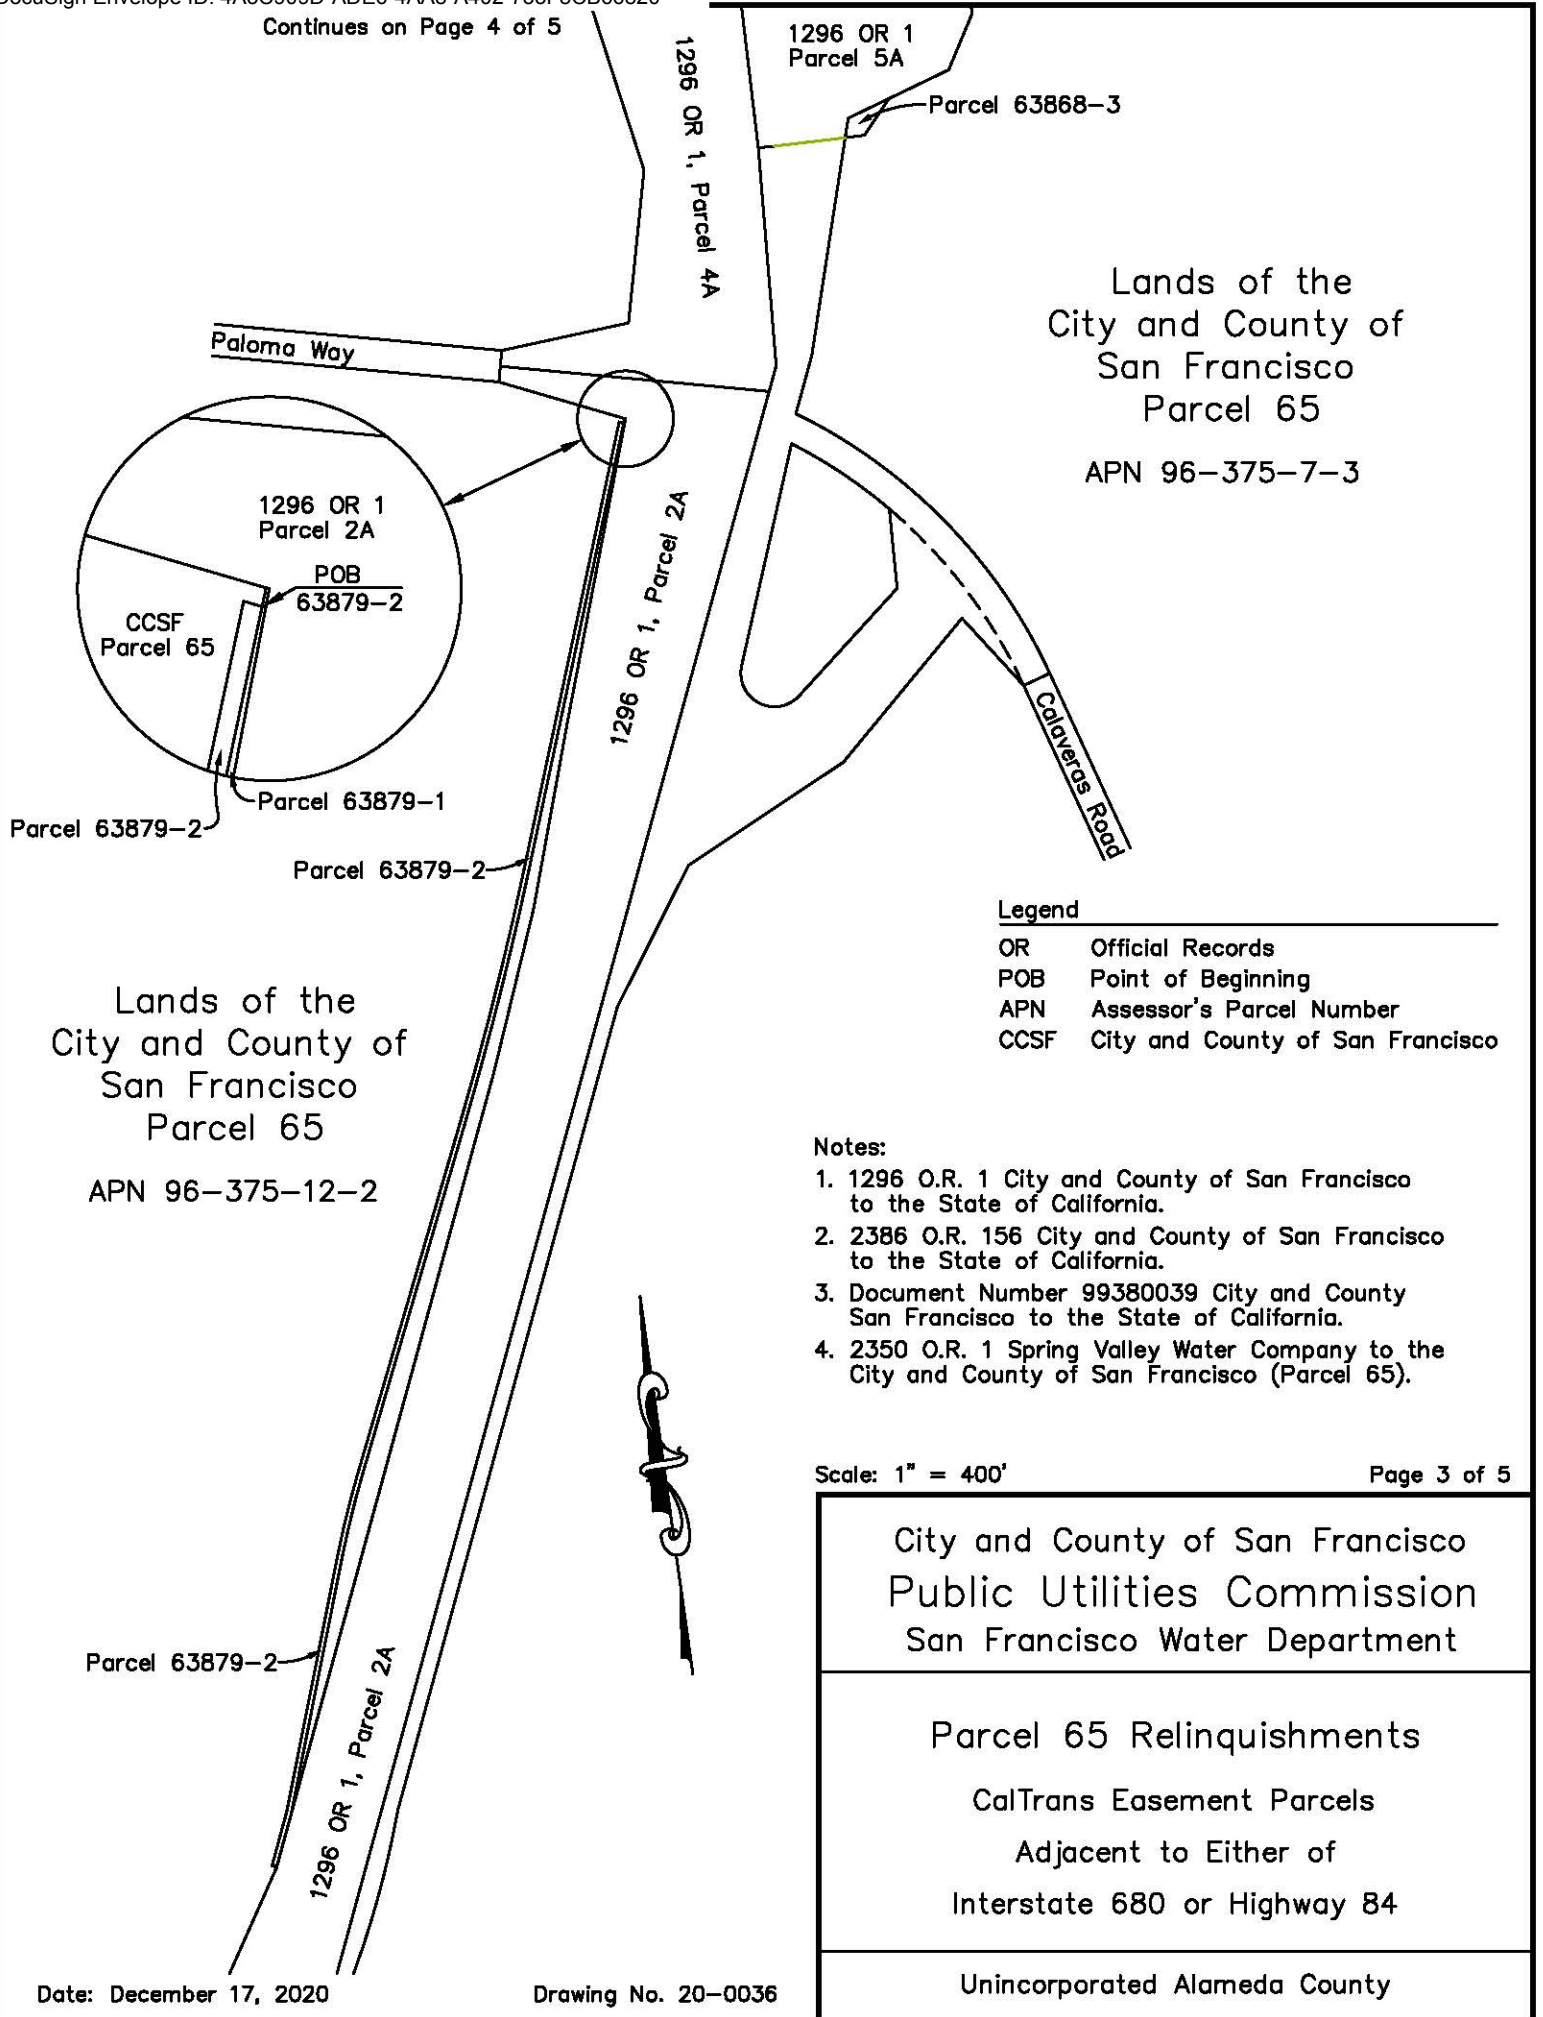 Continues on Page 4 of 5
1296 OR 1
Parcel 5A
Parcel 63868-3
1296 OR 1, Parcel 4A
Lands of the
City and County of
San Francisco
Parcel 65
APN 96-375-7-3
Paloma Way
1296 OR 1
Parcel 2A
POB
63879-2
CCSF
Parcel 65
1296 OR 1, Parcel 2A
Calaveras Road
Parcel 63879-1
Parcel 63879-2
Parcel 63879-2
Legend
OR Official Records
POB Point of Beginning
APN Assessor's Parcel Number
CCSF City and County of San Francisco
Lands of the
City and County of
San Francisco
Parcel 65
APN 96-375-12-2
Notes:
1. 1296 O.R. 1 City and County of San Francisco
to the State of California.
2. 2386 O.R. 156 City and County of San Francisco
to the State of California.
3. Document Number 99380039 City and County
San Francisco to the State of California.
4. 2350 O.R. 1 Spring Valley Water Company to the
City and County of San Francisco (Parcel 65).
Scale: 1" = 400'
Page 3 of 5
City and County of San Francisco
Public Utilities Commission
San Francisco Water Department
Parcel 63879-2
1296 OR 1, Parcel 2A
Parcel 65 Relinquishments
CalTrans Easement Parcels
Adjacent to Either of
Interstate 680 or Highway 84
Unincorporated Alameda County
Date: December 17, 2020
Drawing No. 20-0036